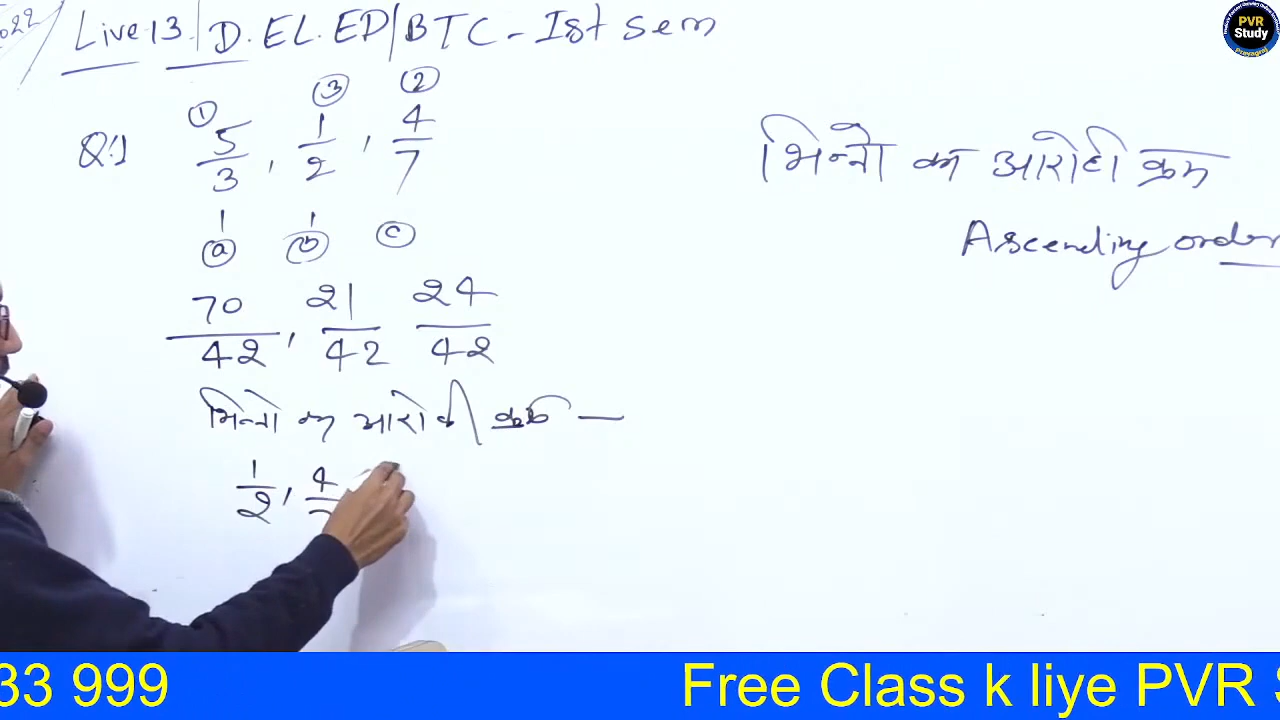 022
Live 13 | D. EL. ED | BTC - Ist Sem
PVR
Study
Prayagraj
① ③ ②
Q.1 5/3 , 1/2 , 4/7
भिन्नो का आरोही क्रम
Ascending order
ⓐ ⓑ ⓒ
70/42 , 21/42 24/42
भिन्नो का आरोही क्रम —
1/2 , 4/
33 999 Free Class k liye PVR S